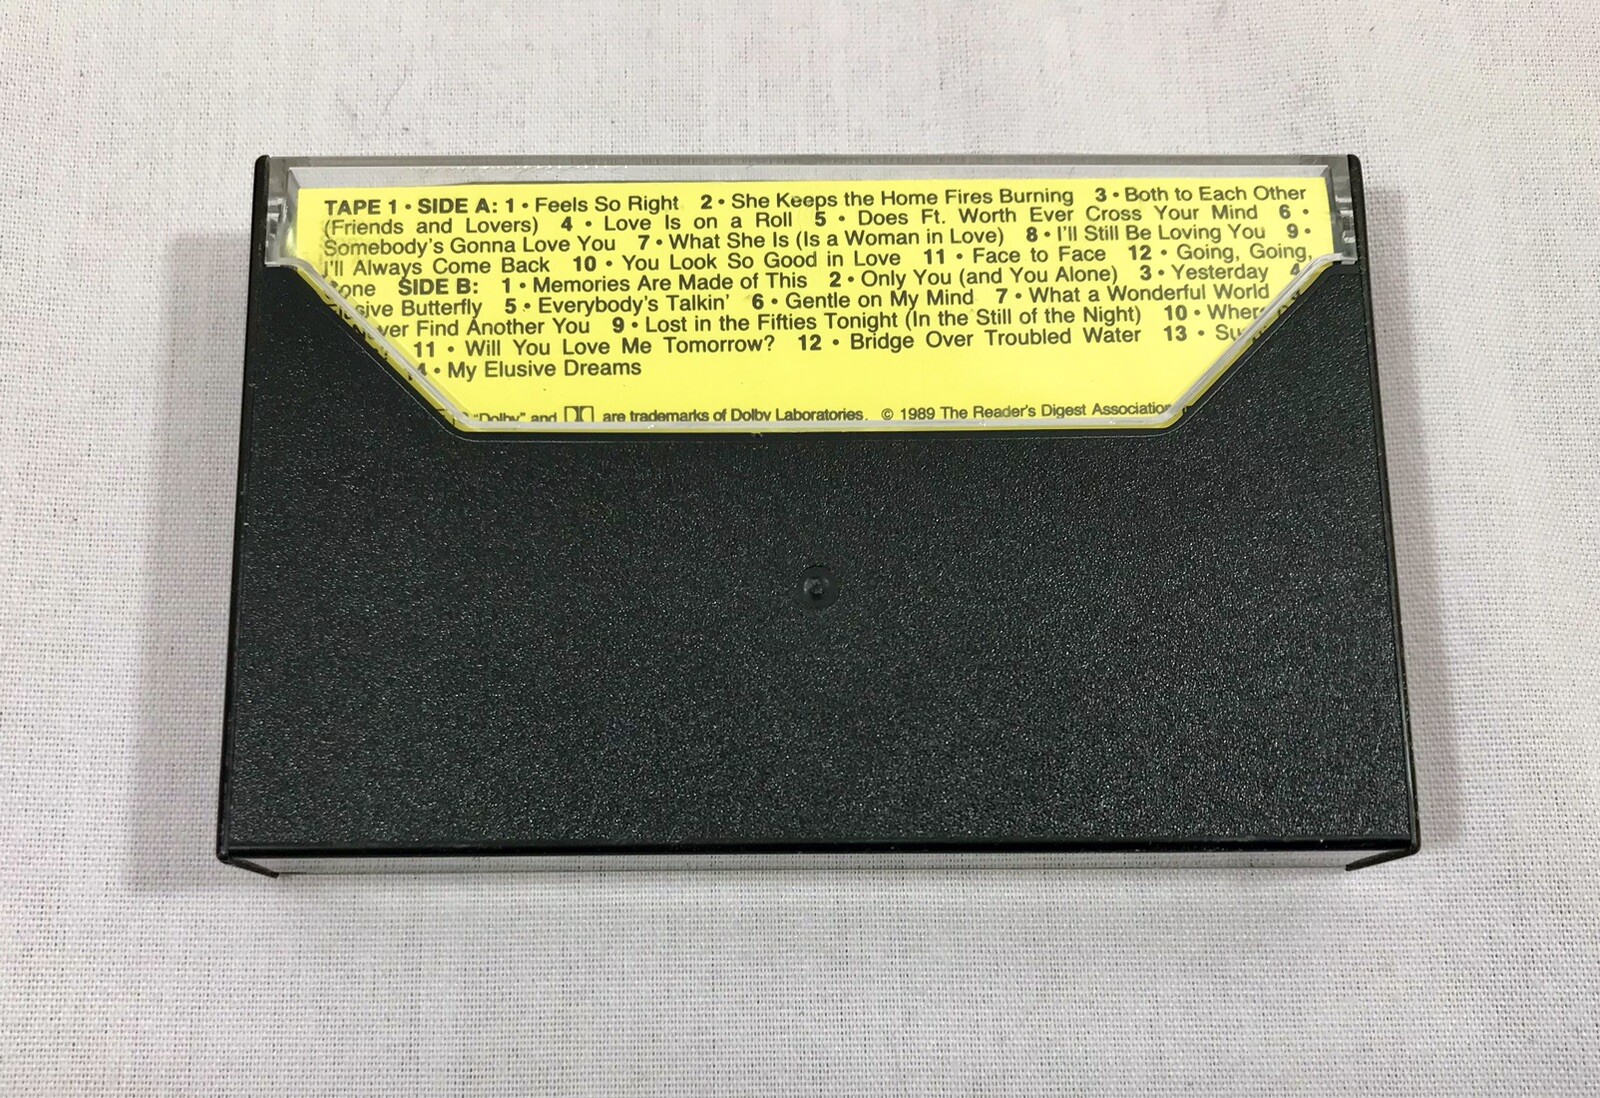 TAPE 1 • SIDE A: 1 • Feels So Right 2 • She Keeps the Home Fires Burning 3 • Both to Each Other
(Friends and Lovers) 4 • Love Is on a Roll 5 • Does Ft. Worth Ever Cross Your Mind 6 •
Somebody's Gonna Love You 7 • What She Is (Is a Woman in Love) 8 • I'll Still Be Loving You 9 •
I'll Always Come Back 10 • You Look So Good in Love 11 • Face to Face 12 • Going, Going,
Gone SIDE B: 1 • Memories Are Made of This 2 • Only You (and You Alone) 3 • Yesterday 4
Butterfly 5 • Everybody's Talkin' 6 • Gentle on My Mind 7 • What a Wonderful World
Never Find Another You 9 • Lost in the Fifties Tonight (In the Still of the Night) 10 •
11 • Will You Love Me Tomorrow? 12 • Bridge Over Troubled Water 13 •
• My Elusive Dreams
"Dolby" and are trademarks of Dolby Laboratories. © 1989 The Reader's Digest Association